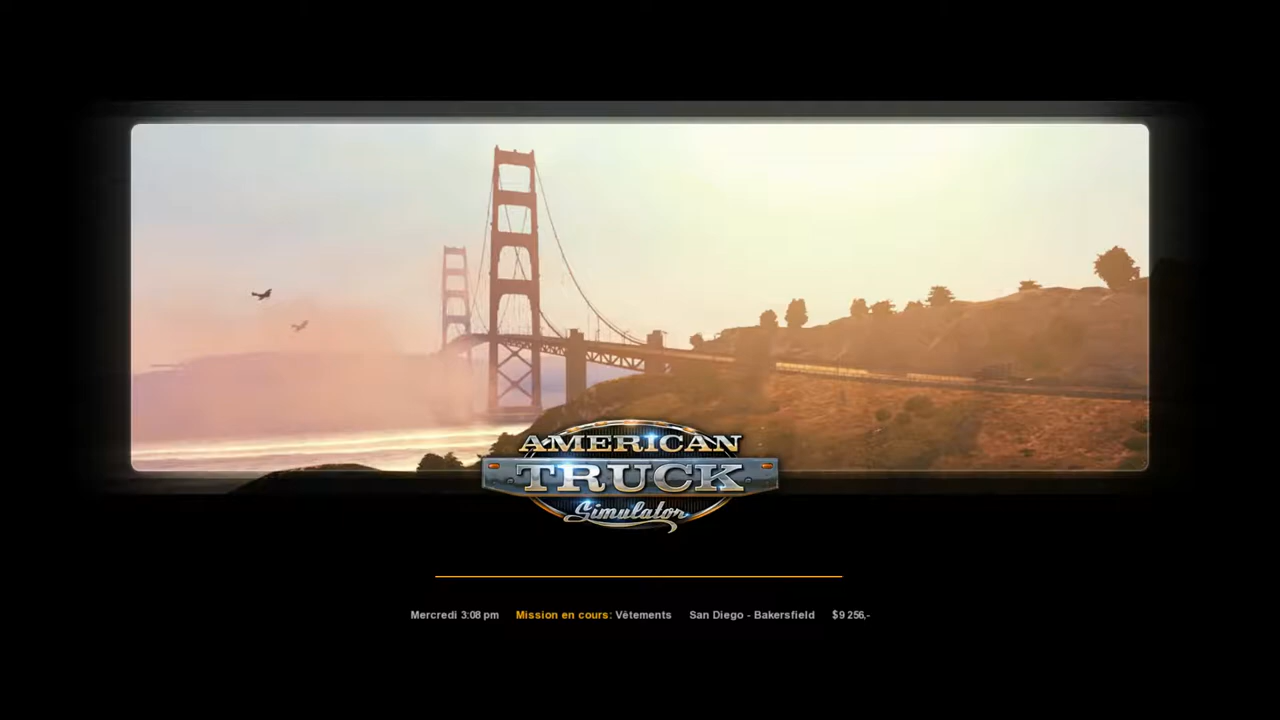 AMERICAN
TRUCK
Simulator
Mercredi 3:08 pm Mission en cours: Vêtements San Diego - Bakersfield $9 256,-